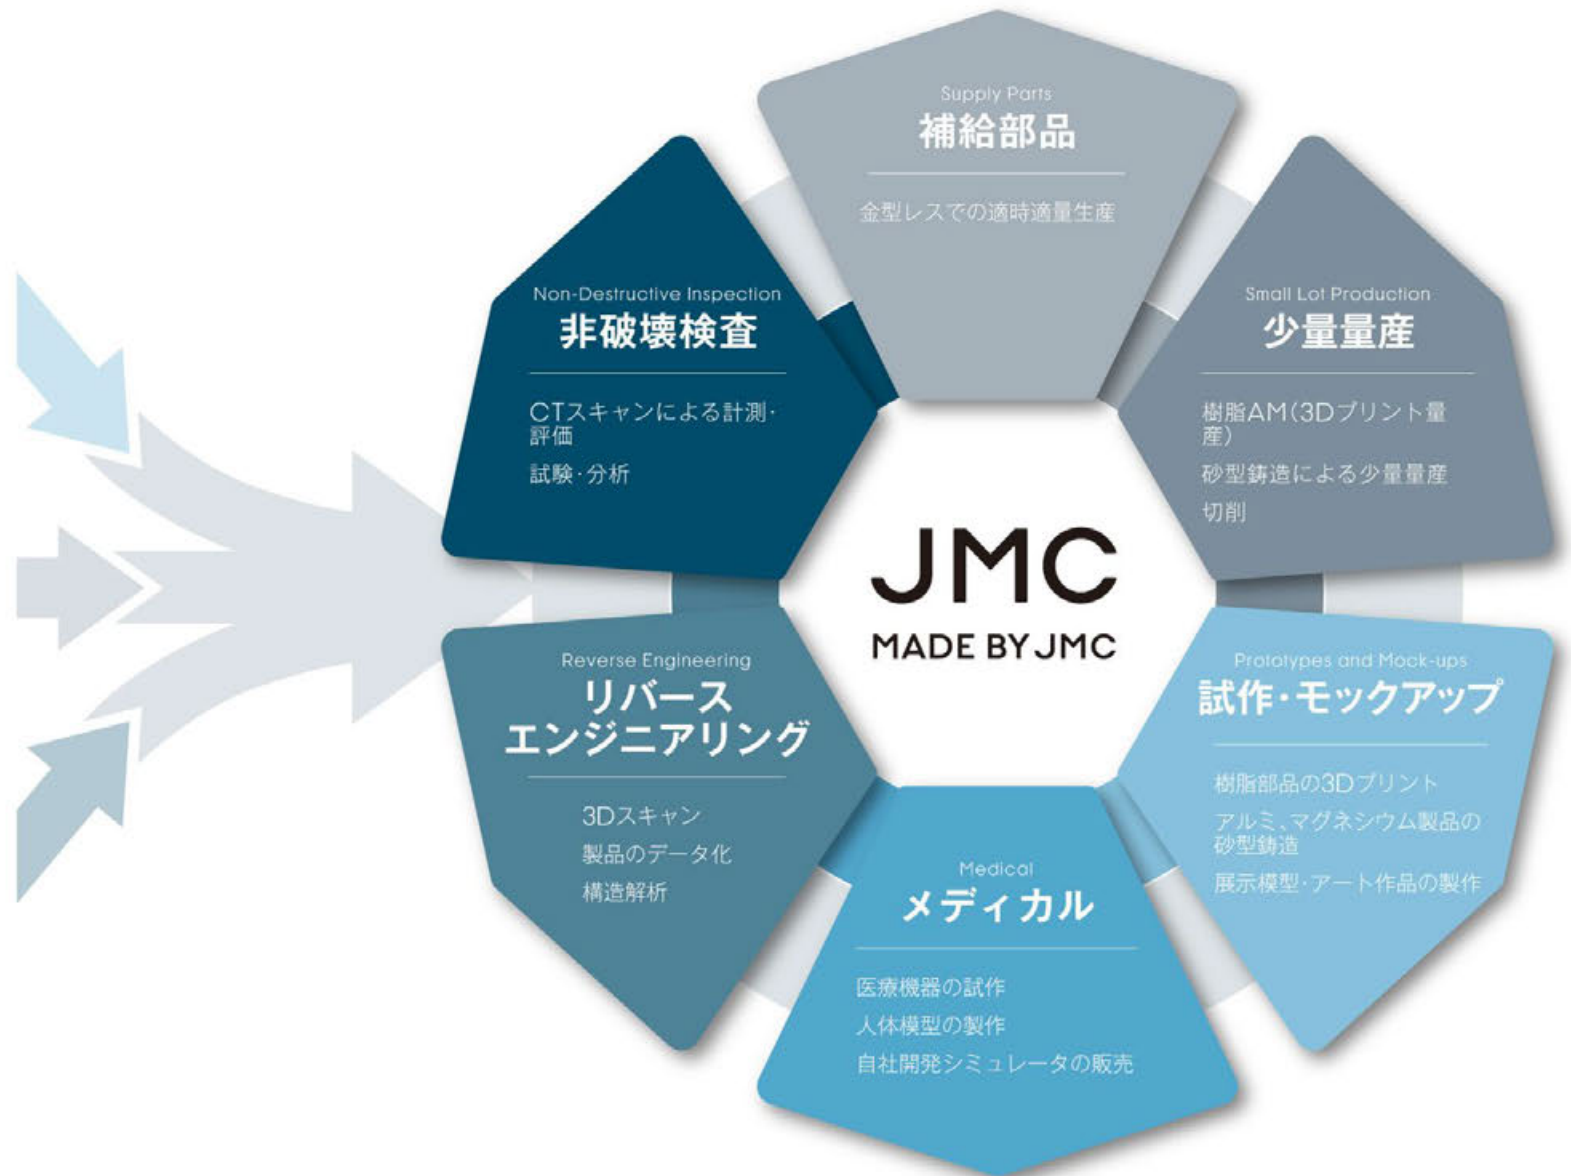 Supply Parts
補給部品
金型レスでの適時適量生産
Non-Destructive Inspection
非破壊検査
CTスキャンによる計測・
評価
試験・分析
Small Lot Production
少量量産
樹脂AM(3Dプリント量
産)
砂型鋳造による少量量産
切削
JMC
MADE BY JMC
Reverse Engineering
リバース
エンジニアリング
3Dスキャン
製品のデータ化
構造解析
Prototypes and Mock-ups
試作・モックアップ
樹脂部品の3Dプリント
アルミ、マグネシウム製品の
砂型鋳造
展示模型・アート作品の製作
Medical
メディカル
医療機器の試作
人体模型の製作
自社開発シミュレータの販売